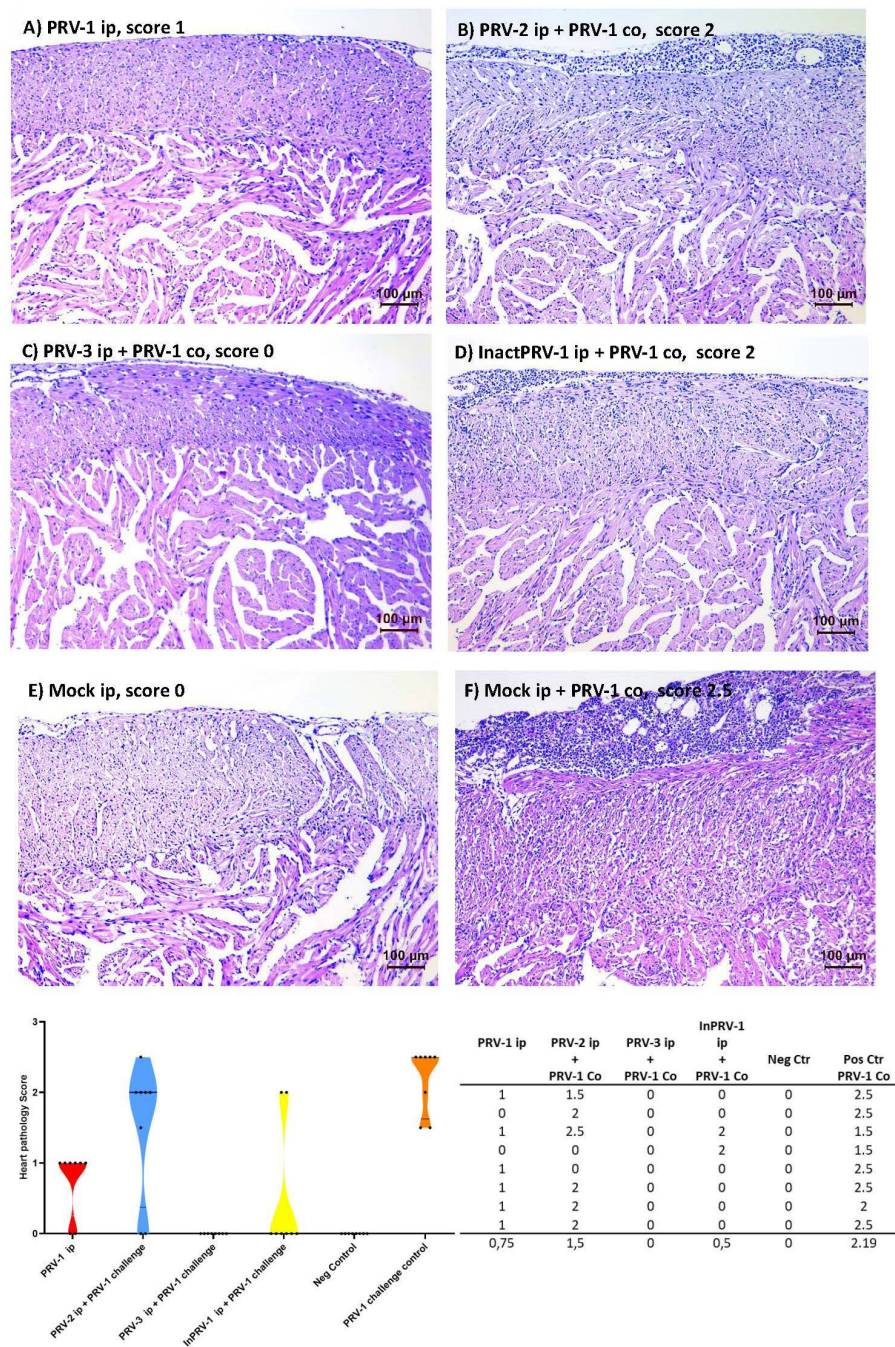 A) PRV-1 ip, score 1
100 µm
B) PRV-2 ip + PRV-1 co, score 2
100 µm
C) PRV-3 ip + PRV-1 co, score 0
100 µm
D) InactPRV-1 ip + PRV-1 co, score 2
100 µm
E) Mock ip, score 0
100 µm
F) Mock ip + PRV-1 co, score 2.5
100 µm
Heart pathology Score
3
2
1
0
PRV-1 ip
PRV-2 ip + PRV-1 challenge
PRV-3 ip + PRV-1 challenge
InPRV-1 ip + PRV-1 challenge
Neg Control
PRV-1 challenge control
InPRV-1
PRV-1 ip PRV-2 ip PRV-3 ip ip
+ + + Neg Ctr Pos Ctr
PRV-1 Co PRV-1 Co PRV-1 Co PRV-1 Co
1 1.5 0 0 0 2.5
0 2 0 0 0 2.5
1 2.5 0 2 0 1.5
0 0 0 2 0 1.5
1 0 0 0 0 2.5
1 2 0 0 0 2.5
1 2 0 0 0 2
1 2 0 0 0 2.5
0,75 1,5 0 0,5 0 2.19